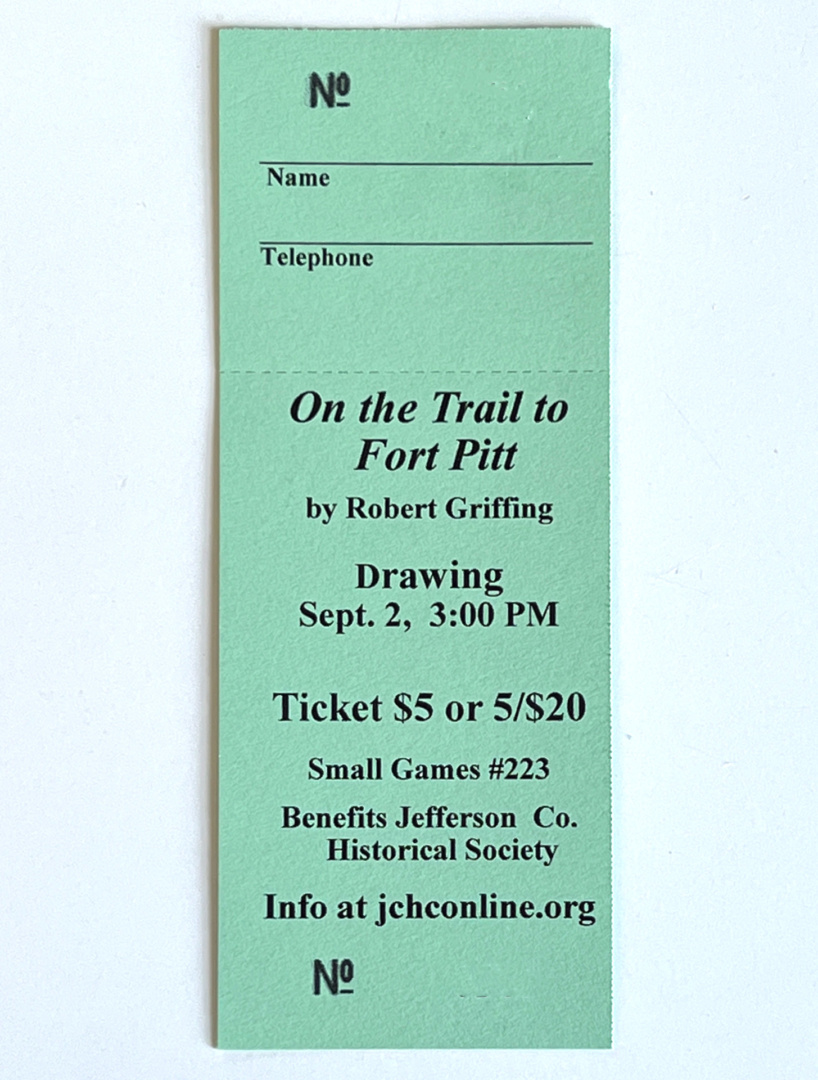 №
Name
Telephone
On the Trail to
Fort Pitt
by Robert Griffing
Drawing
Sept. 2, 3:00 PM
Ticket $5 or 5/$20
Small Games #223
Benefits Jefferson Co.
Historical Society
Info at jchconline.org
№